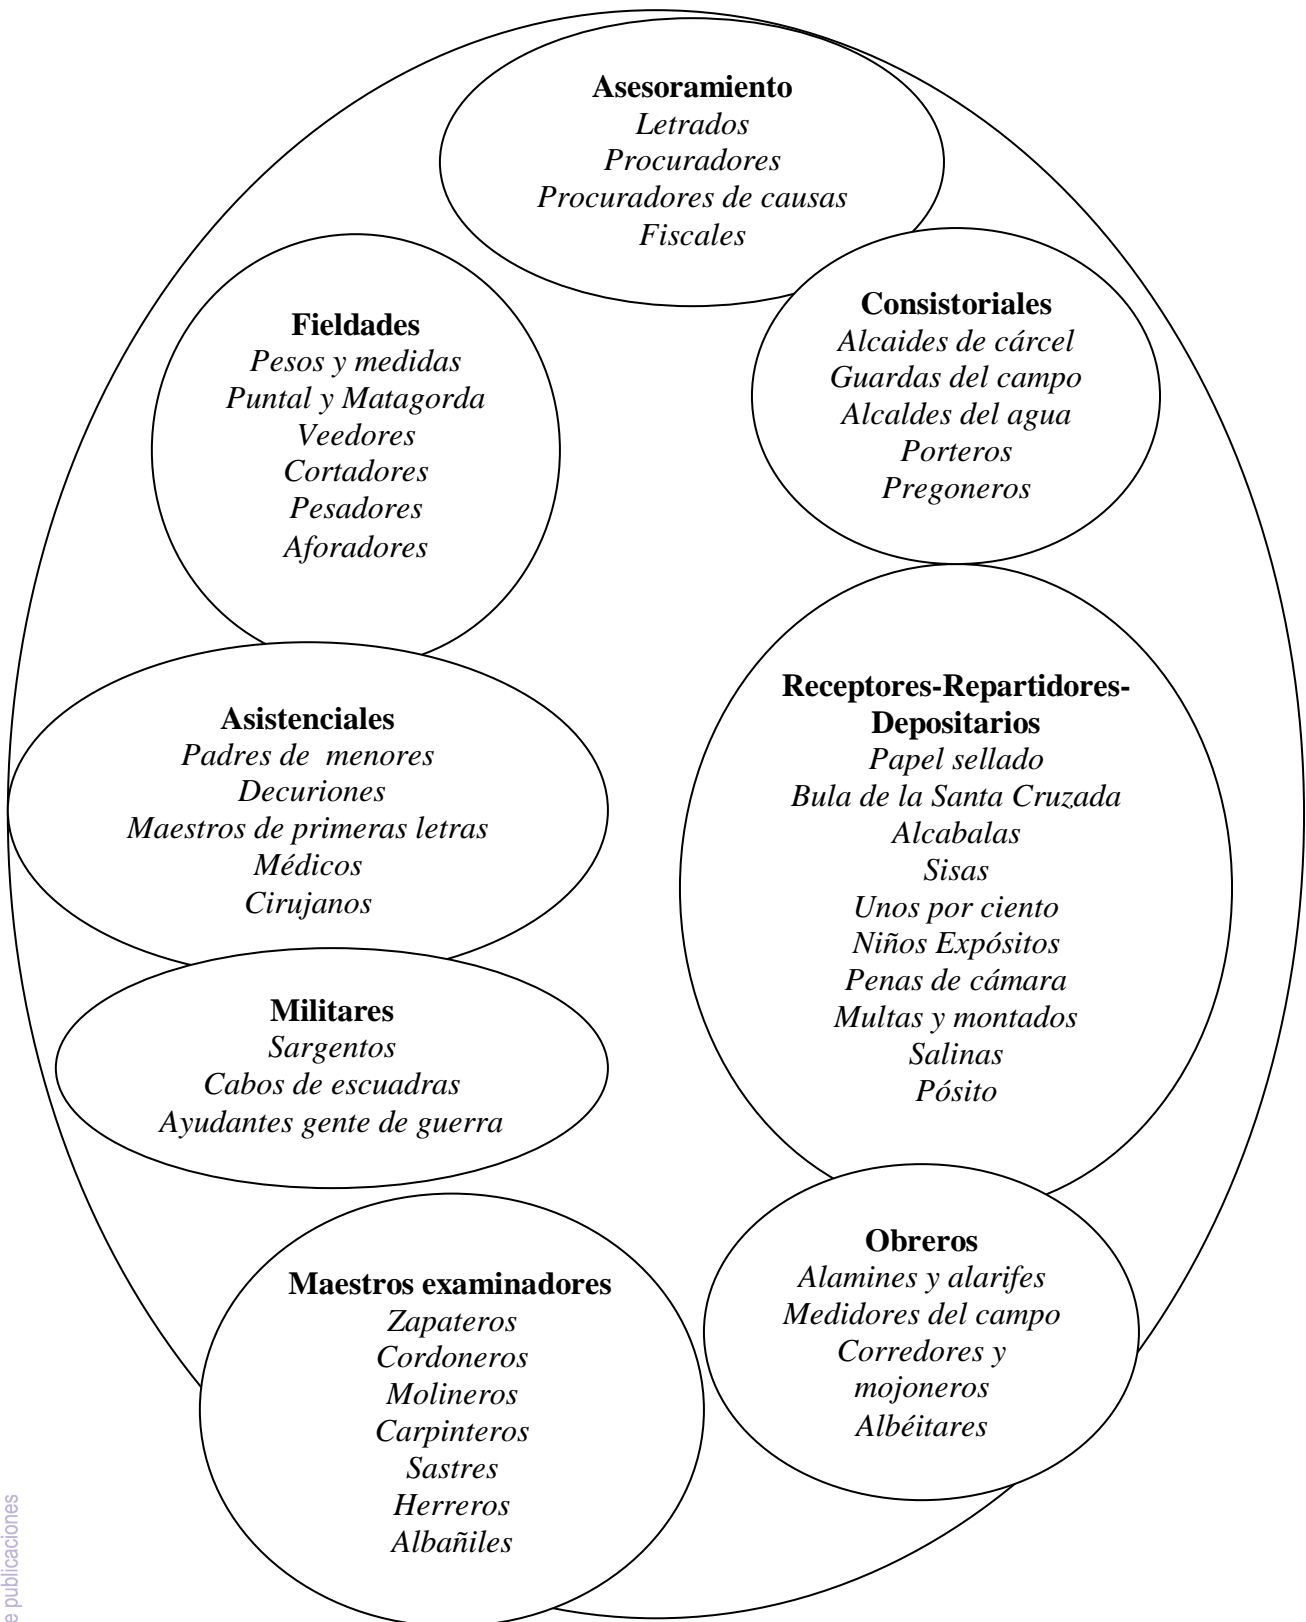 Asesoramiento
Letrados
Procuradores
Procuradores de causas
Fiscales
Consistoriales
Alcaides de cárcel
Guardas del campo
Alcaldes del agua
Porteros
Pregoneros
Fieldades
Pesos y medidas
Puntal y Matagorda
Veedores
Cortadores
Pesadores
Aforadores
Receptores-Repartidores-
Depositarios
Papel sellado
Bula de la Santa Cruzada
Alcabalas
Sisas
Unos por ciento
Niños Expósitos
Penas de cámara
Multas y montados
Salinas
Pósito
Asistenciales
Padres de  menores
Decuriones
Maestros de primeras letras
Médicos
Cirujanos
Militares
Sargentos
Cabos de escuadras
Ayudantes gente de guerra
Obreros
Alamines y alarifes
Medidores del campo
Corredores y
mojoneros
Albéitares
Maestros examinadores
Zapateros
Cordoneros
Molineros
Carpinteros
Sastres
Herreros
Albañiles
e publicaciones